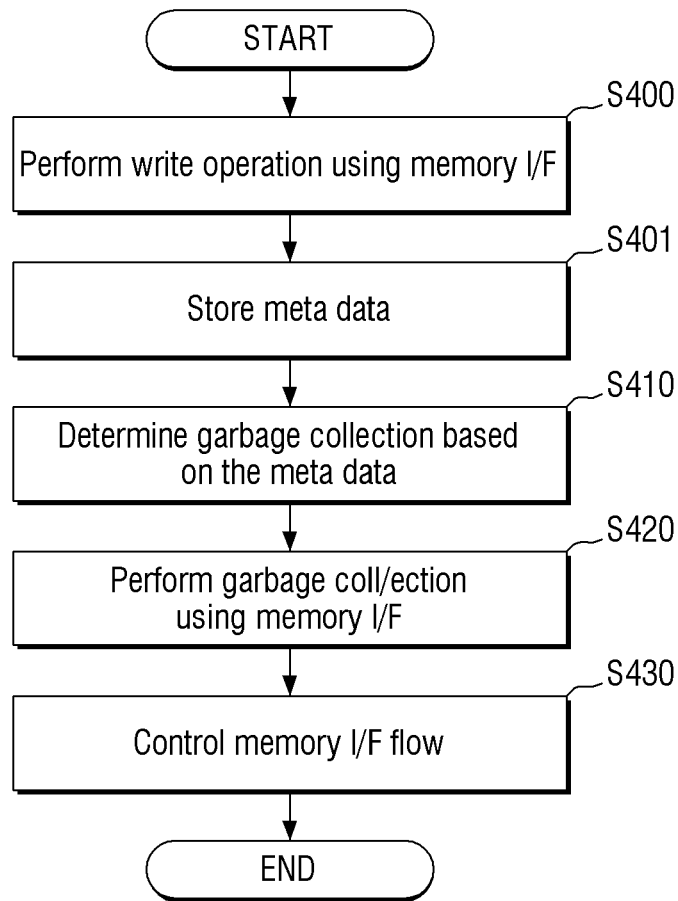 START
S400
Perform write operation using memory I/F
S401
Store meta data
S410
Determine garbage collection based
on the meta data
S420
Perform garbage coll/ection
using memory I/F
S430
Control memory I/F flow
END